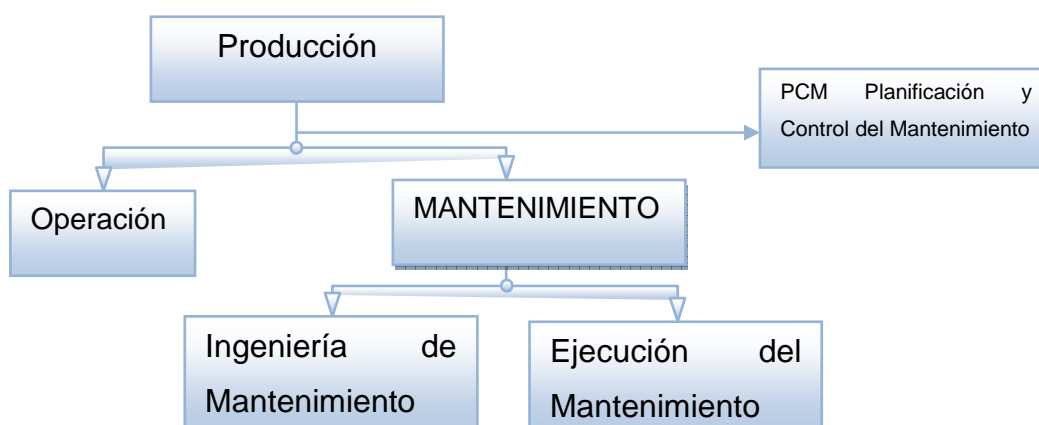 Producción
PCM Planificación y
Control del Mantenimiento
Operación
MANTENIMIENTO
Ingeniería de
Mantenimiento
Ejecución del
Mantenimiento